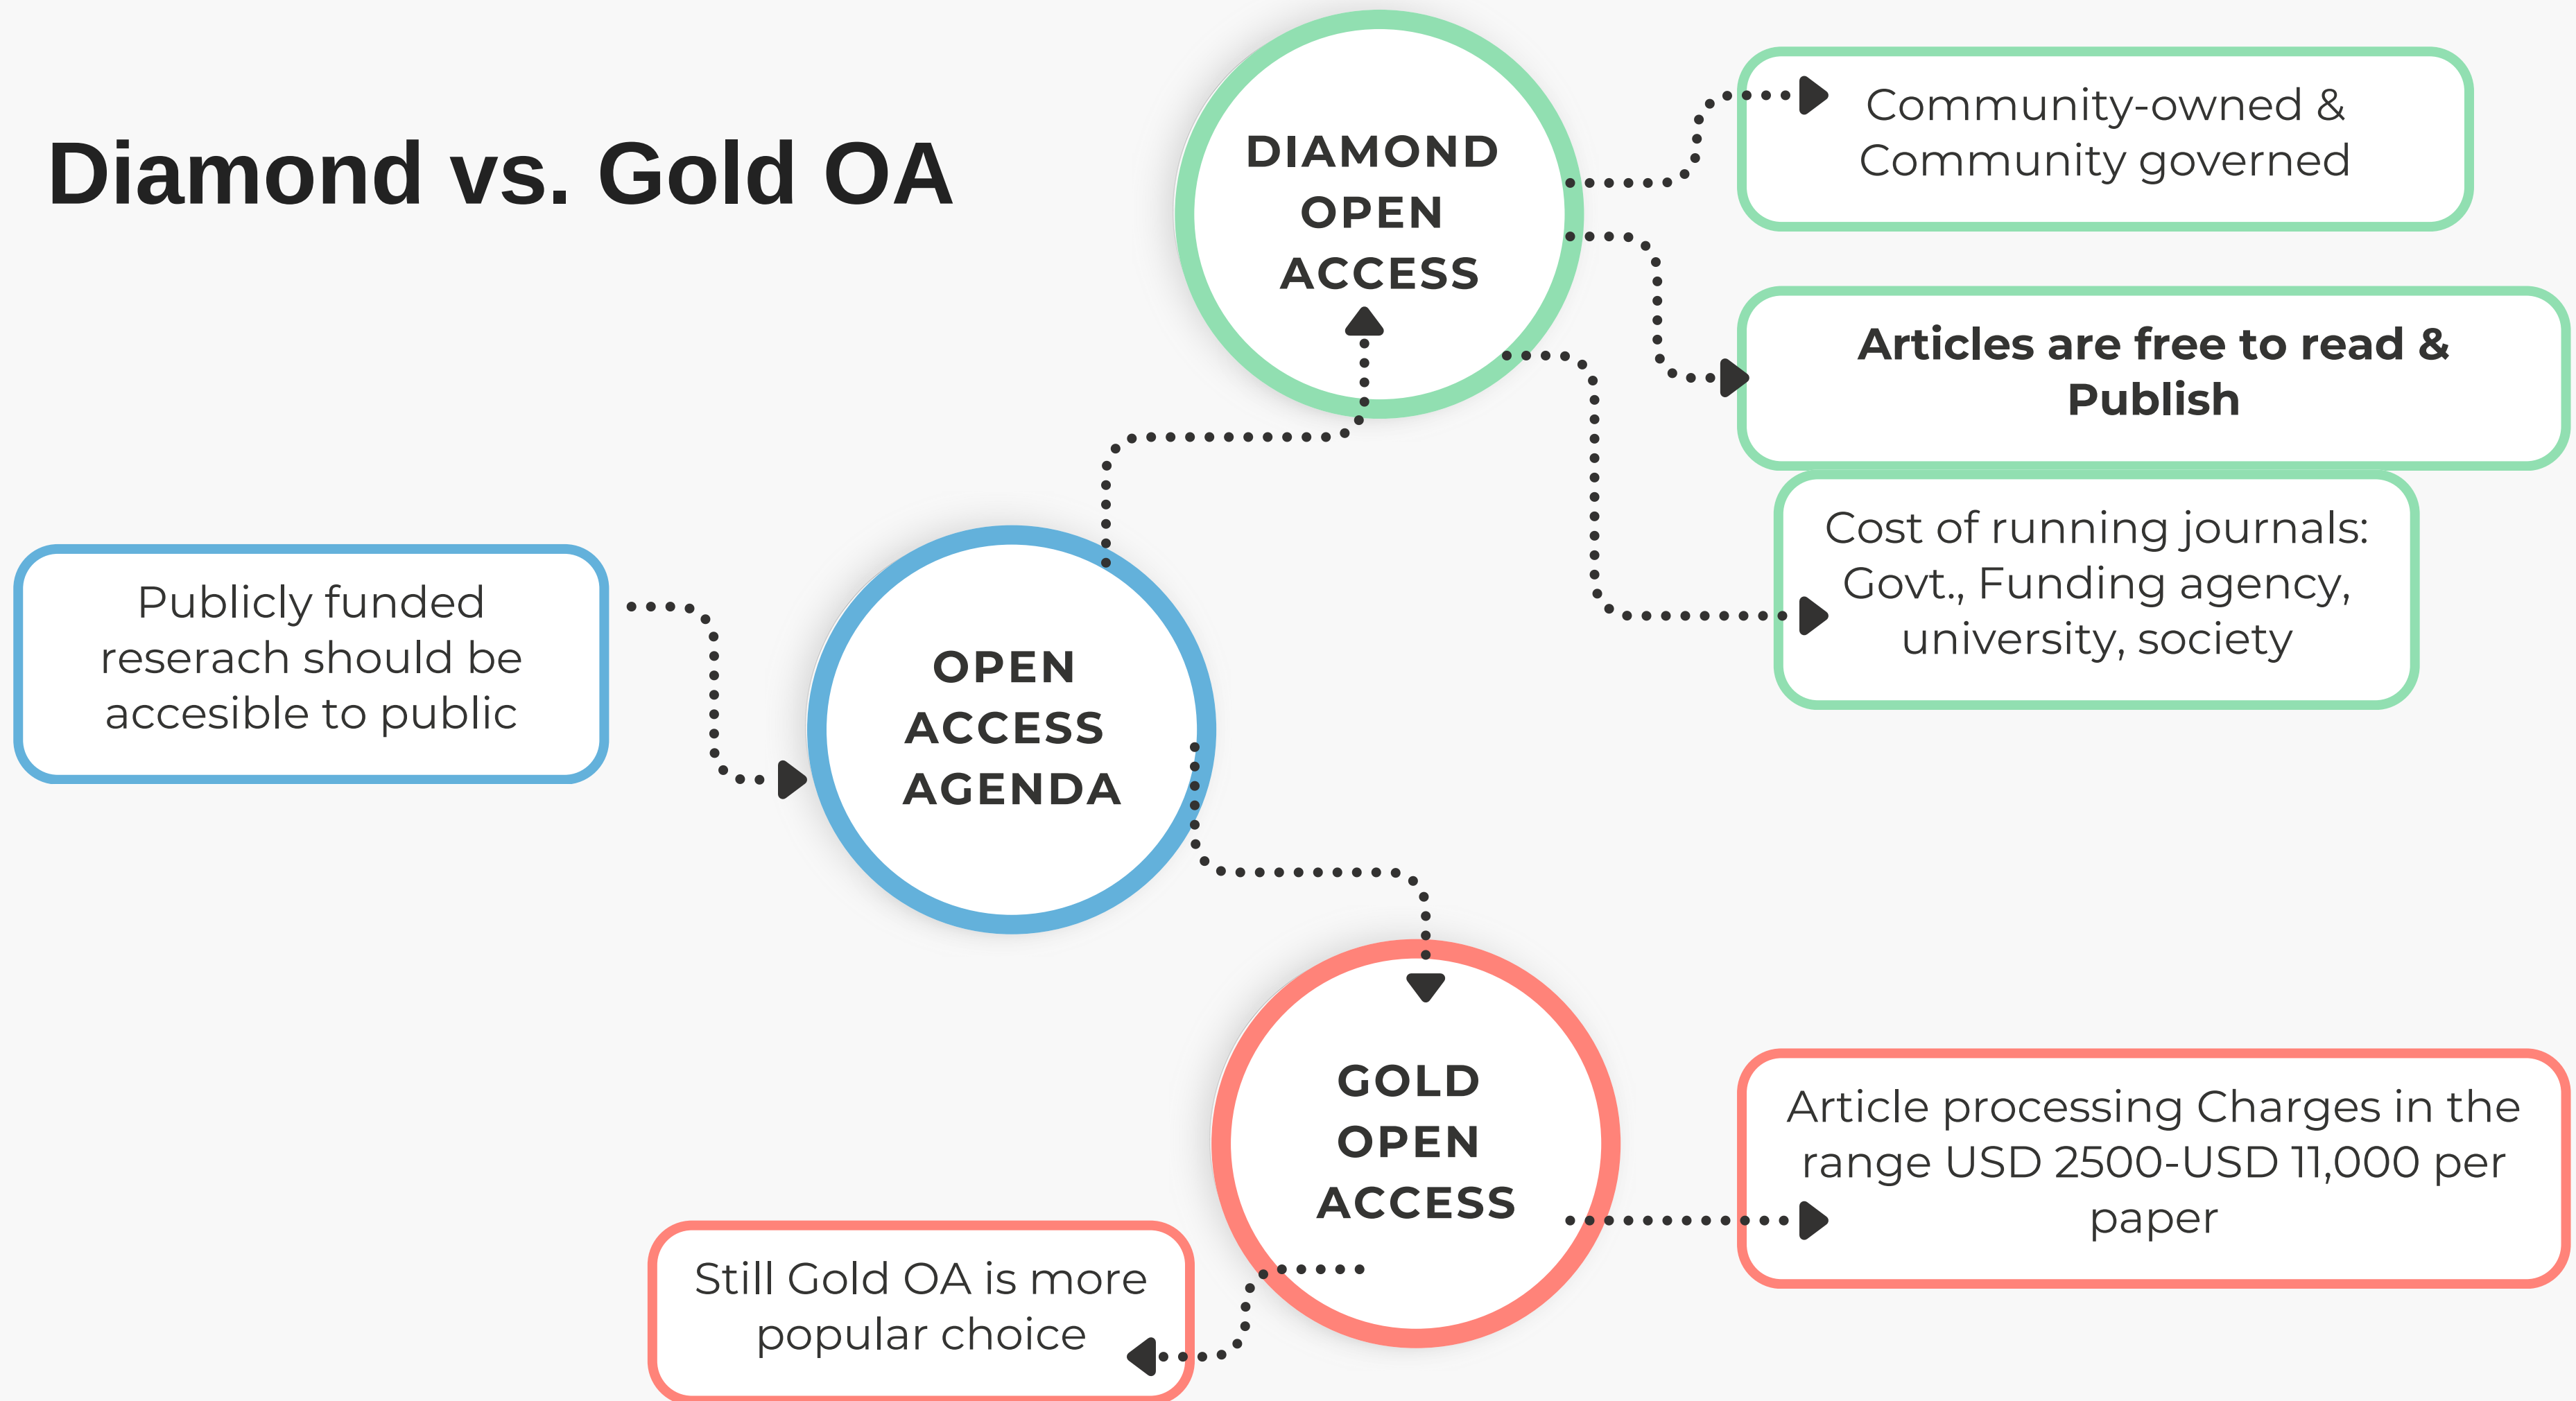 Diamond vs. Gold OA
DIAMOND
OPEN
ACCESS
Community-owned &
Community governed
Articles are free to read &
Publish
Cost of running journals:
Govt., Funding agency,
university, society
Publicly funded
reserach should be
accesible to public
OPEN
ACCESS
AGENDA
GOLD
OPEN
ACCESS
Article processing Charges in the
range USD 2500-USD 11,000 per
paper
Still Gold OA is more
popular choice